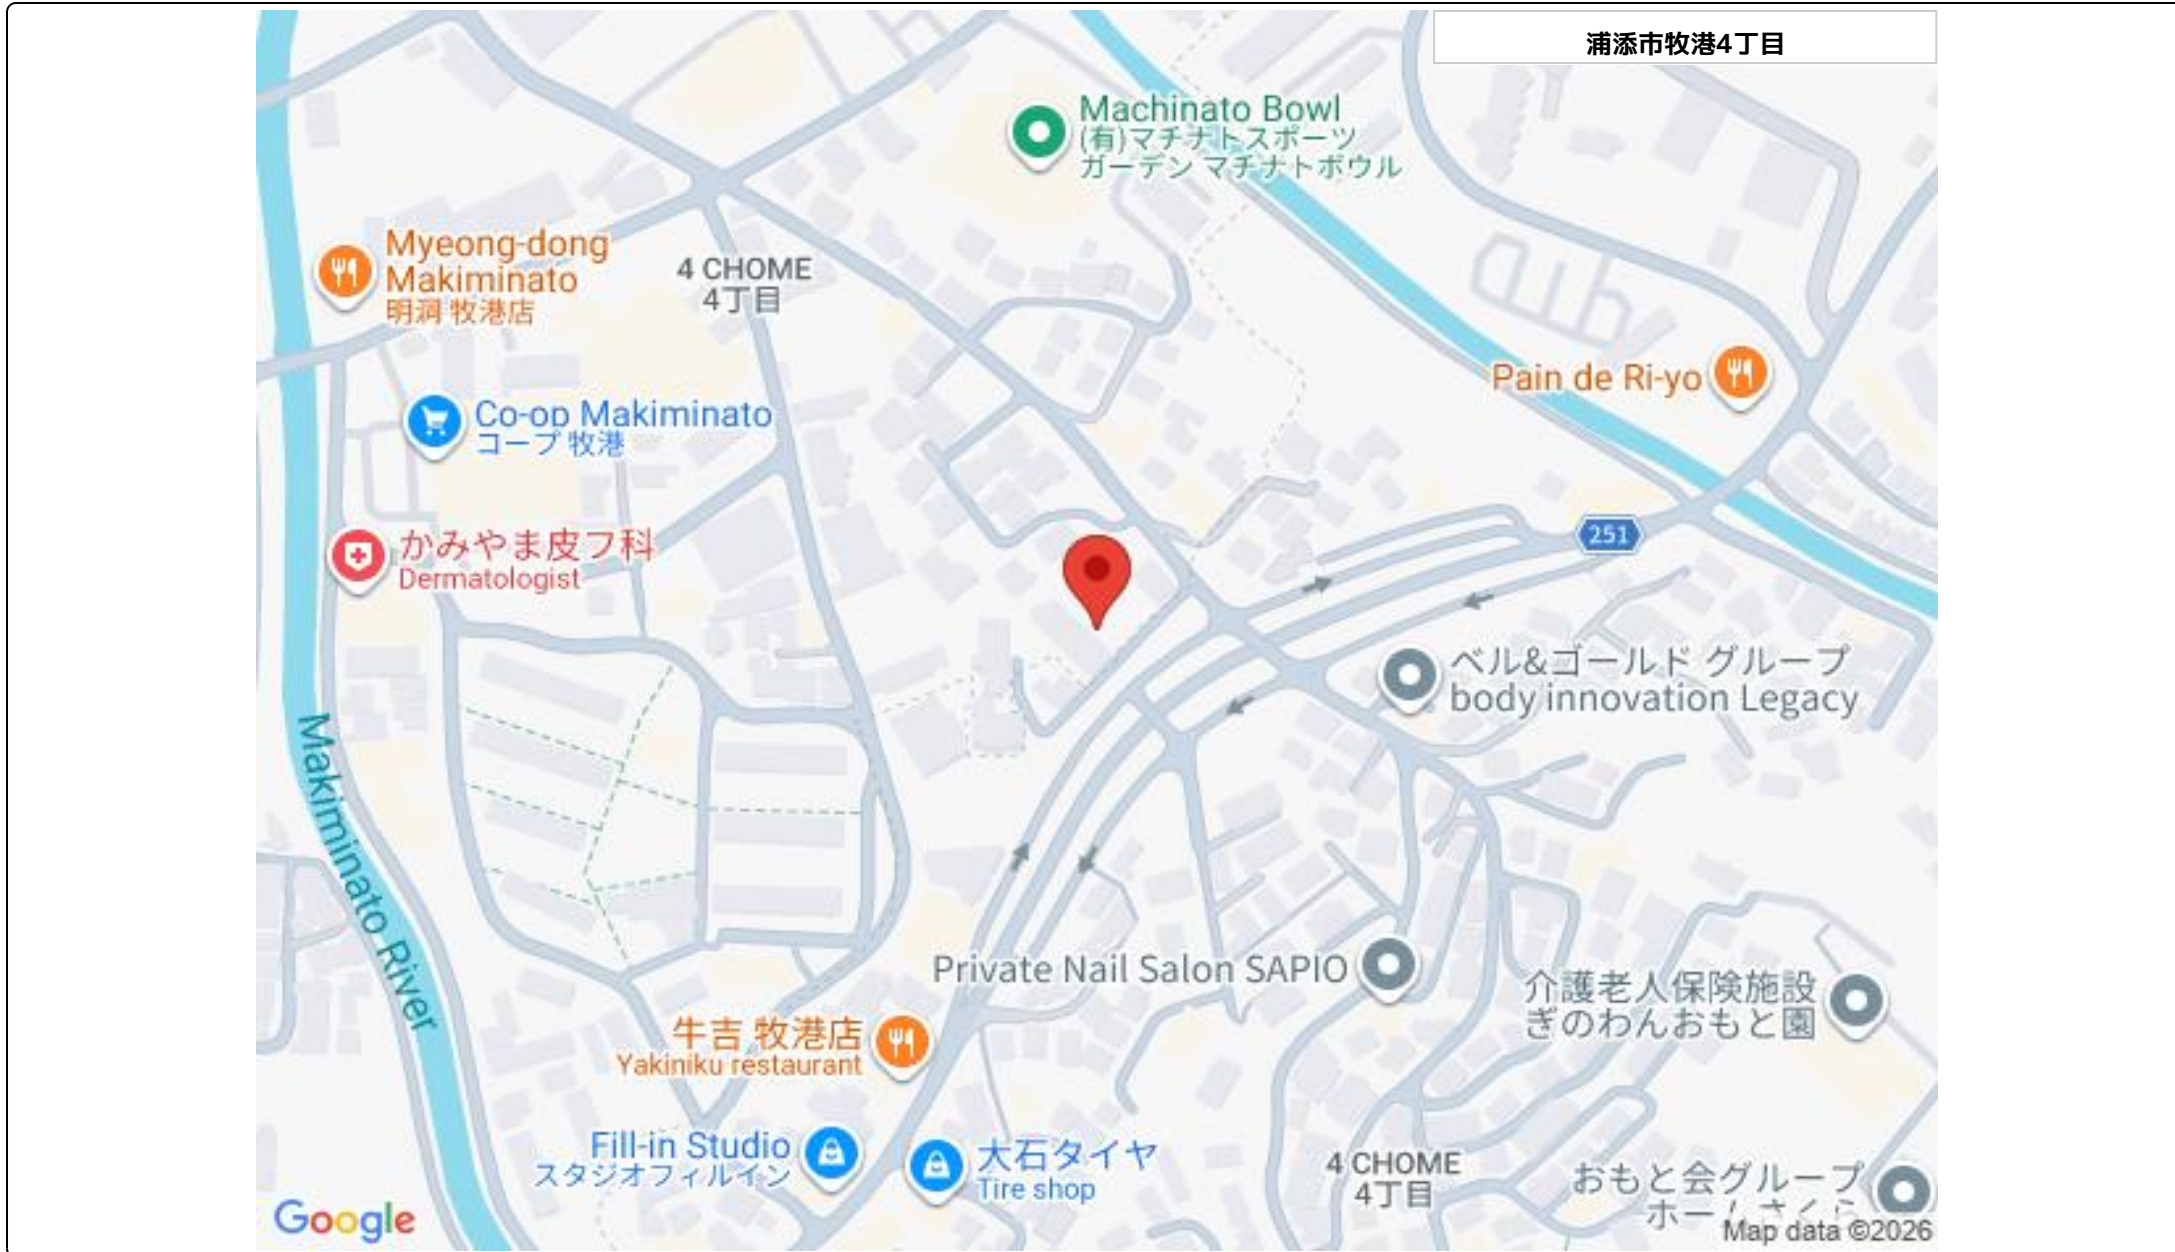 浦添市牧港4丁目
Machinato Bowl
(有)マチナトスポーツ
ガーデン マチナトボウル
Myeong-dong
Makiminato
明洞 牧港店
4 CHOME
4丁目
Pain de Ri-yo
Co-op Makiminato
コープ 牧港
251
かみやま皮フ科
Dermatologist
ベル&ゴールド グループ
body innovation Legacy
Makiminato River
Private Nail Salon SAPIO
介護老人保険施設
ぎのわんおもと園
牛吉 牧港店
Yakiniku restaurant
Fill-in Studio
スタジオフィルイン
大石タイヤ
Tire shop
4 CHOME
4丁目
おもと会グループ
Google
Map data ©2026